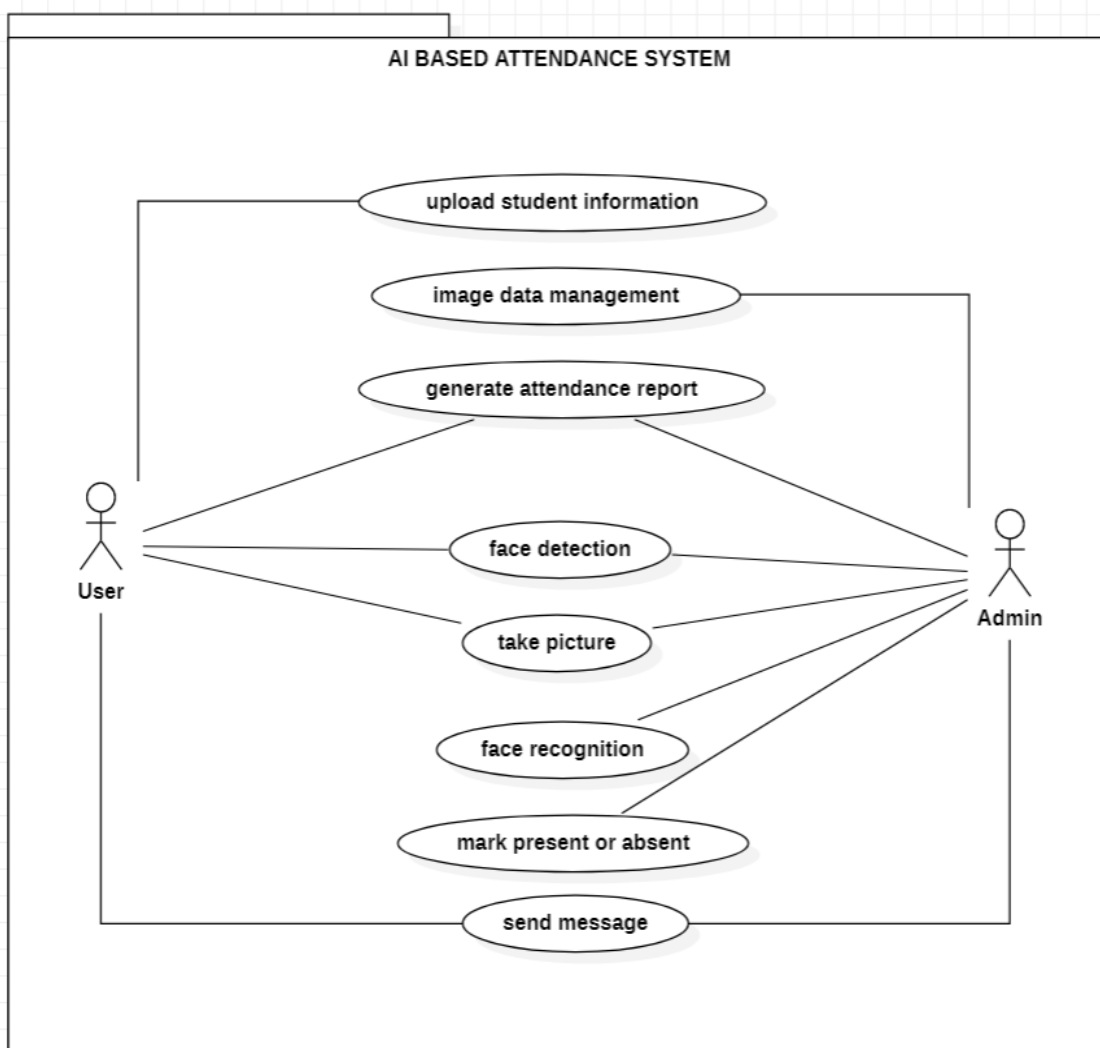 AI BASED ATTENDANCE SYSTEM
upload student information
image data management
generate attendance report
face detection
User
Admin
take picture
face recognition
mark present or absent
send message